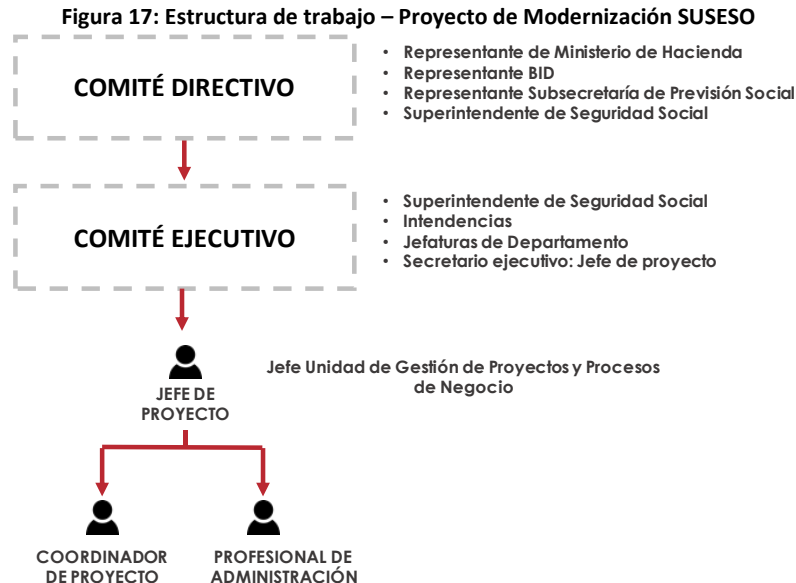 Figura 17: Estructura de trabajo – Proyecto de Modernización SUSESO
COMITÉ DIRECTIVO
• Representante de Ministerio de Hacienda
• Representante BID
• Representante Subsecretaría de Previsión Social
• Superintendente de Seguridad Social
COMITÉ EJECUTIVO
• Superintendente de Seguridad Social
• Intendencias
• Jefaturas de Departamento
• Secretario ejecutivo: Jefe de proyecto
JEFE DE
PROYECTO
Jefe Unidad de Gestión de Proyectos y Procesos
de Negocio
COORDINADOR
DE PROYECTO
PROFESIONAL DE
ADMINISTRACIÓN